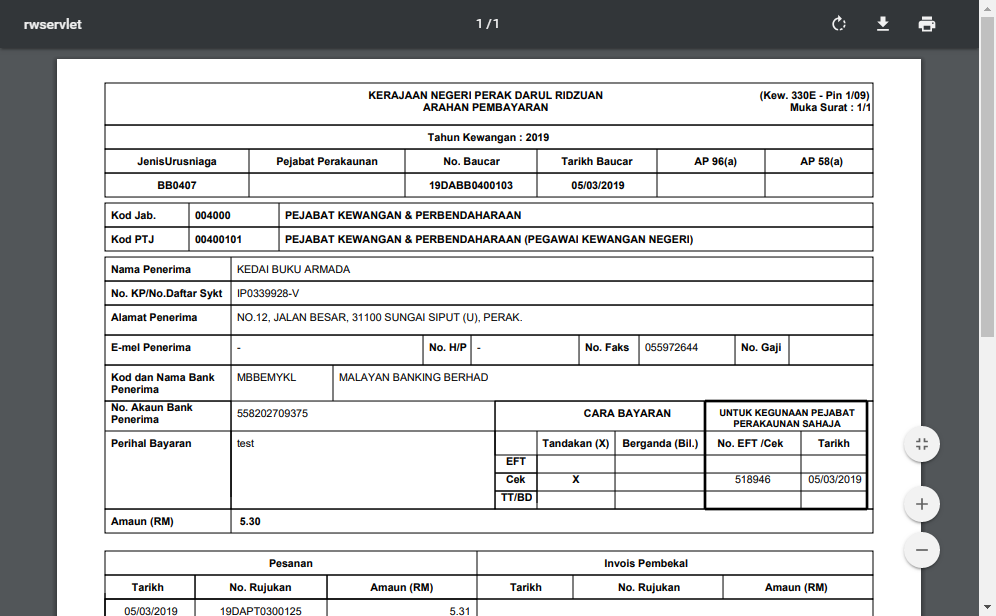 rwservlet
1 / 1
KERAJAAN NEGERI PERAK DARUL RIDZUAN (Kew. 330E - Pin 1/09)
ARAHAN PEMBAYARAN Muka Surat : 1/1
Tahun Kewangan : 2019
JenisUrusniaga Pejabat Perakaunan No. Baucar Tarikh Baucar AP 96(a) AP 58(a)
BB0407 19DABB0400103 05/03/2019
Kod Jab. 004000 PEJABAT KEWANGAN & PERBENDAHARAAN
Kod PTJ 00400101 PEJABAT KEWANGAN & PERBENDAHARAAN (PEGAWAI KEWANGAN NEGERI)
Nama Penerima KEDAI BUKU ARMADA
No. KP/No.Daftar Sykt IP0339928-V
Alamat Penerima NO.12, JALAN BESAR, 31100 SUNGAI SIPUT (U), PERAK.
E-mel Penerima - No. H/P - No. Faks 055972644 No. Gaji
Kod dan Nama Bank Penerima MBBEMYKL MALAYAN BANKING BERHAD
No. Akaun Bank Penerima 558202709375
CARA BAYARAN UNTUK KEGUNAAN PEJABAT
PERAKAUNAN SAHAJA
Perihal Bayaran test
Tandakan (X) Berganda (Bil.) No. EFT /Cek Tarikh
EFT
Cek X 518946 05/03/2019
TT/BD
Amaun (RM) 5.30
Pesanan Invois Pembekal
Tarikh No. Rujukan Amaun (RM) Tarikh No. Rujukan Amaun (RM)
05/03/2019 19DAPT0300125 5.31